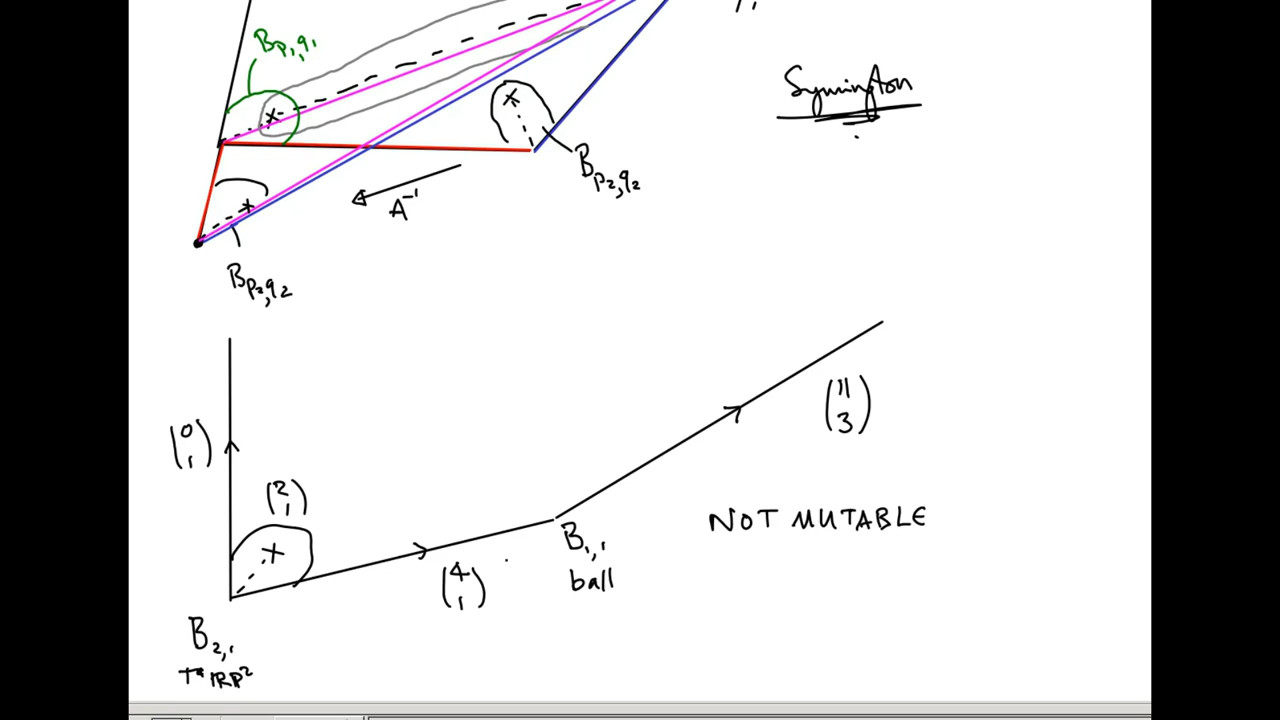 B_{p₁,q₁}
Symington
B_{p₂,q₂}
A⁻¹
B_{p₂,q₂}
(0 1)
(2 1)
(4 1)
(11 3)
NOT MUTABLE
B_{1,1}
ball
B_{2,1}
T* RP²